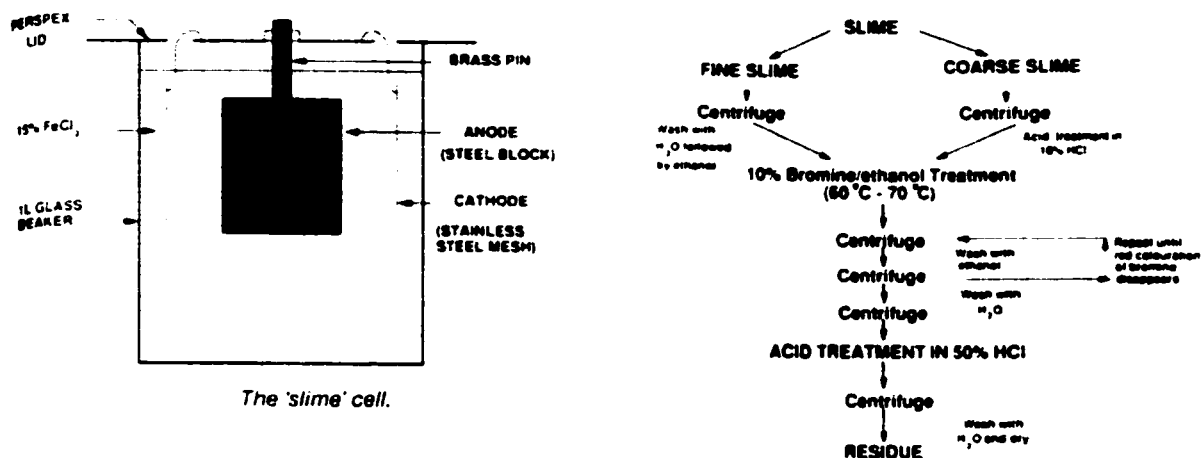 PERSPEX
LID
BRASS PIN
15% FeCl₃
ANODE
(STEEL BLOCK)
1L GLASS
BEAKER
CATHODE
(STAINLESS
STEEL MESH)
The 'slime' cell.
SLIME
FINE SLIME
COARSE SLIME
Centrifuge
Centrifuge
Wash with
H₂O followed
by ethanol
Acid treatment in
10% HCl
10% Bromine/ethanol Treatment
(60 °C - 70 °C)
Centrifuge
Wash with
ethanol
Repeat until
red colouration
of bromine
disappears
Centrifuge
Wash with
H₂O
Centrifuge
ACID TREATMENT IN 50% HCl
Centrifuge
Wash with
H₂O and dry
RESIDUE